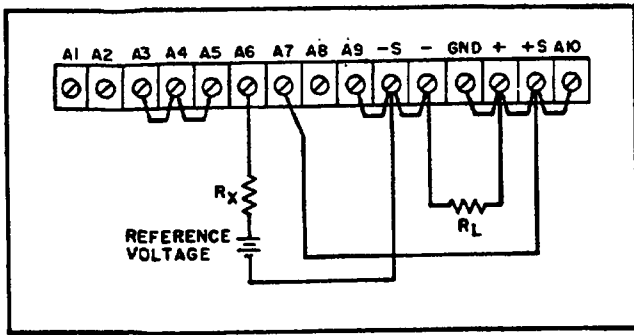 A1 A2 A3 A4 A5 A6 A7 A8 A9 -S - GND + +S A10
RX
REFERENCE
VOLTAGE
RL